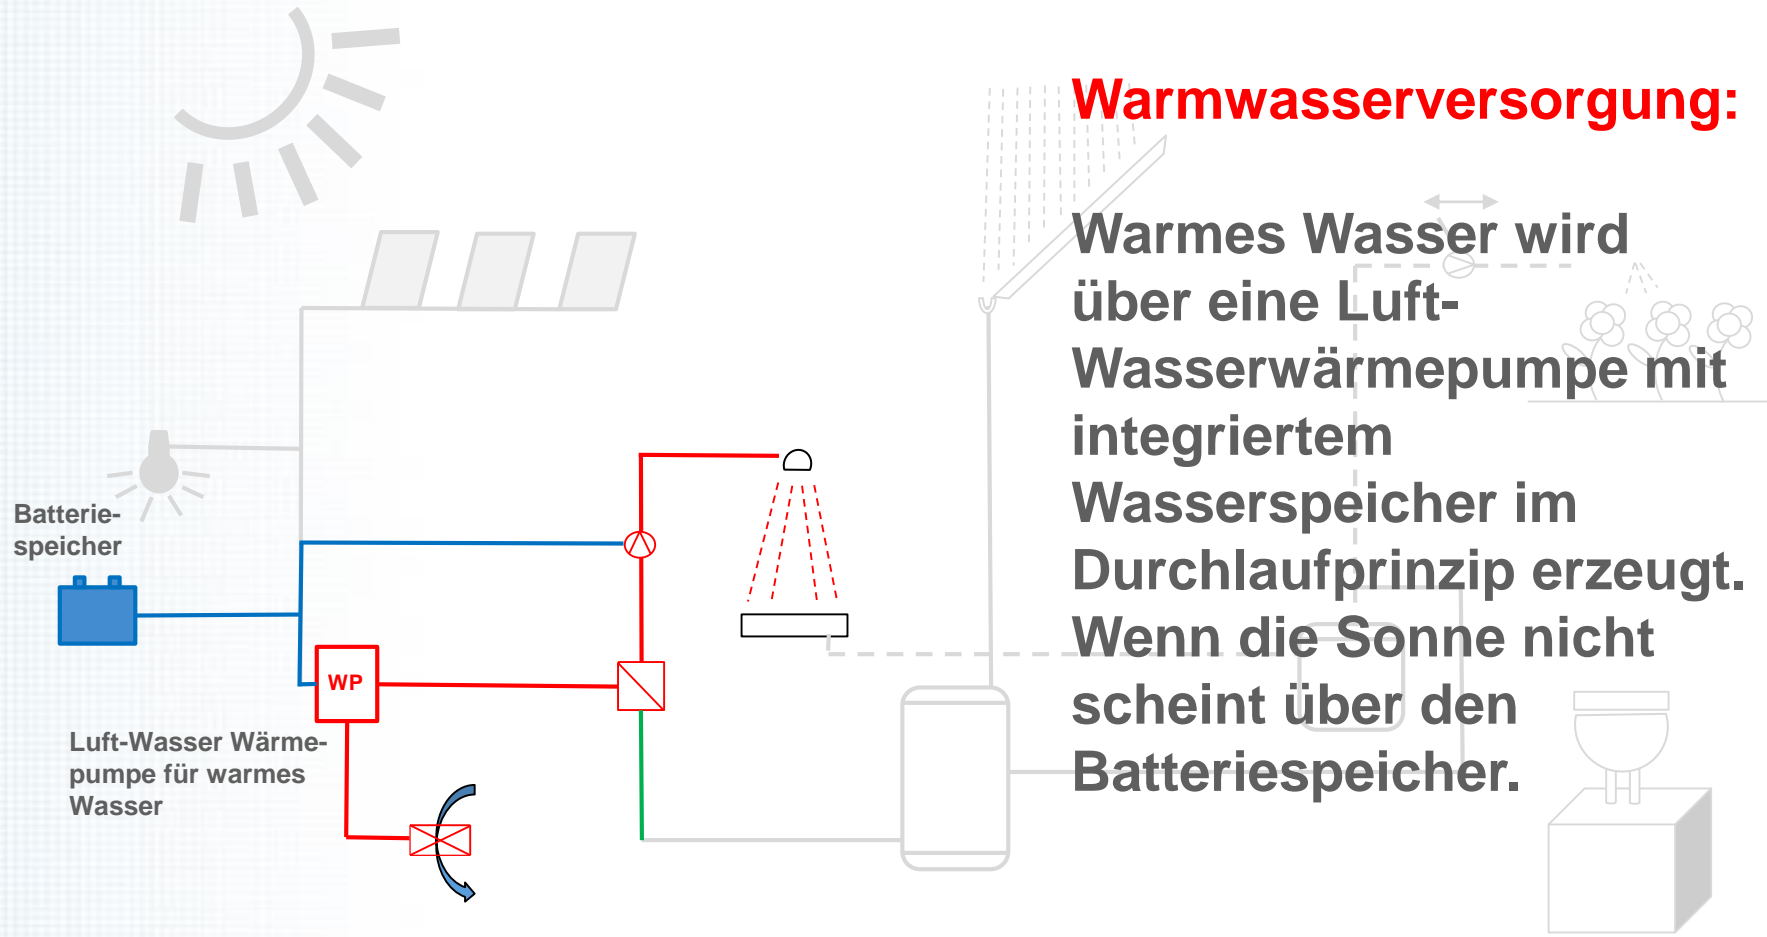 Warmwasserversorgung:
Warmes Wasser wird
über eine Luft-
Wasserwärmepumpe mit
integriertem
Wasserspeicher im
Durchlaufprinzip erzeugt.
Wenn die Sonne nicht
scheint über den
Batteriespeicher.
Batterie-
speicher
WP
Luft-Wasser Wärme-
pumpe für warmes
Wasser